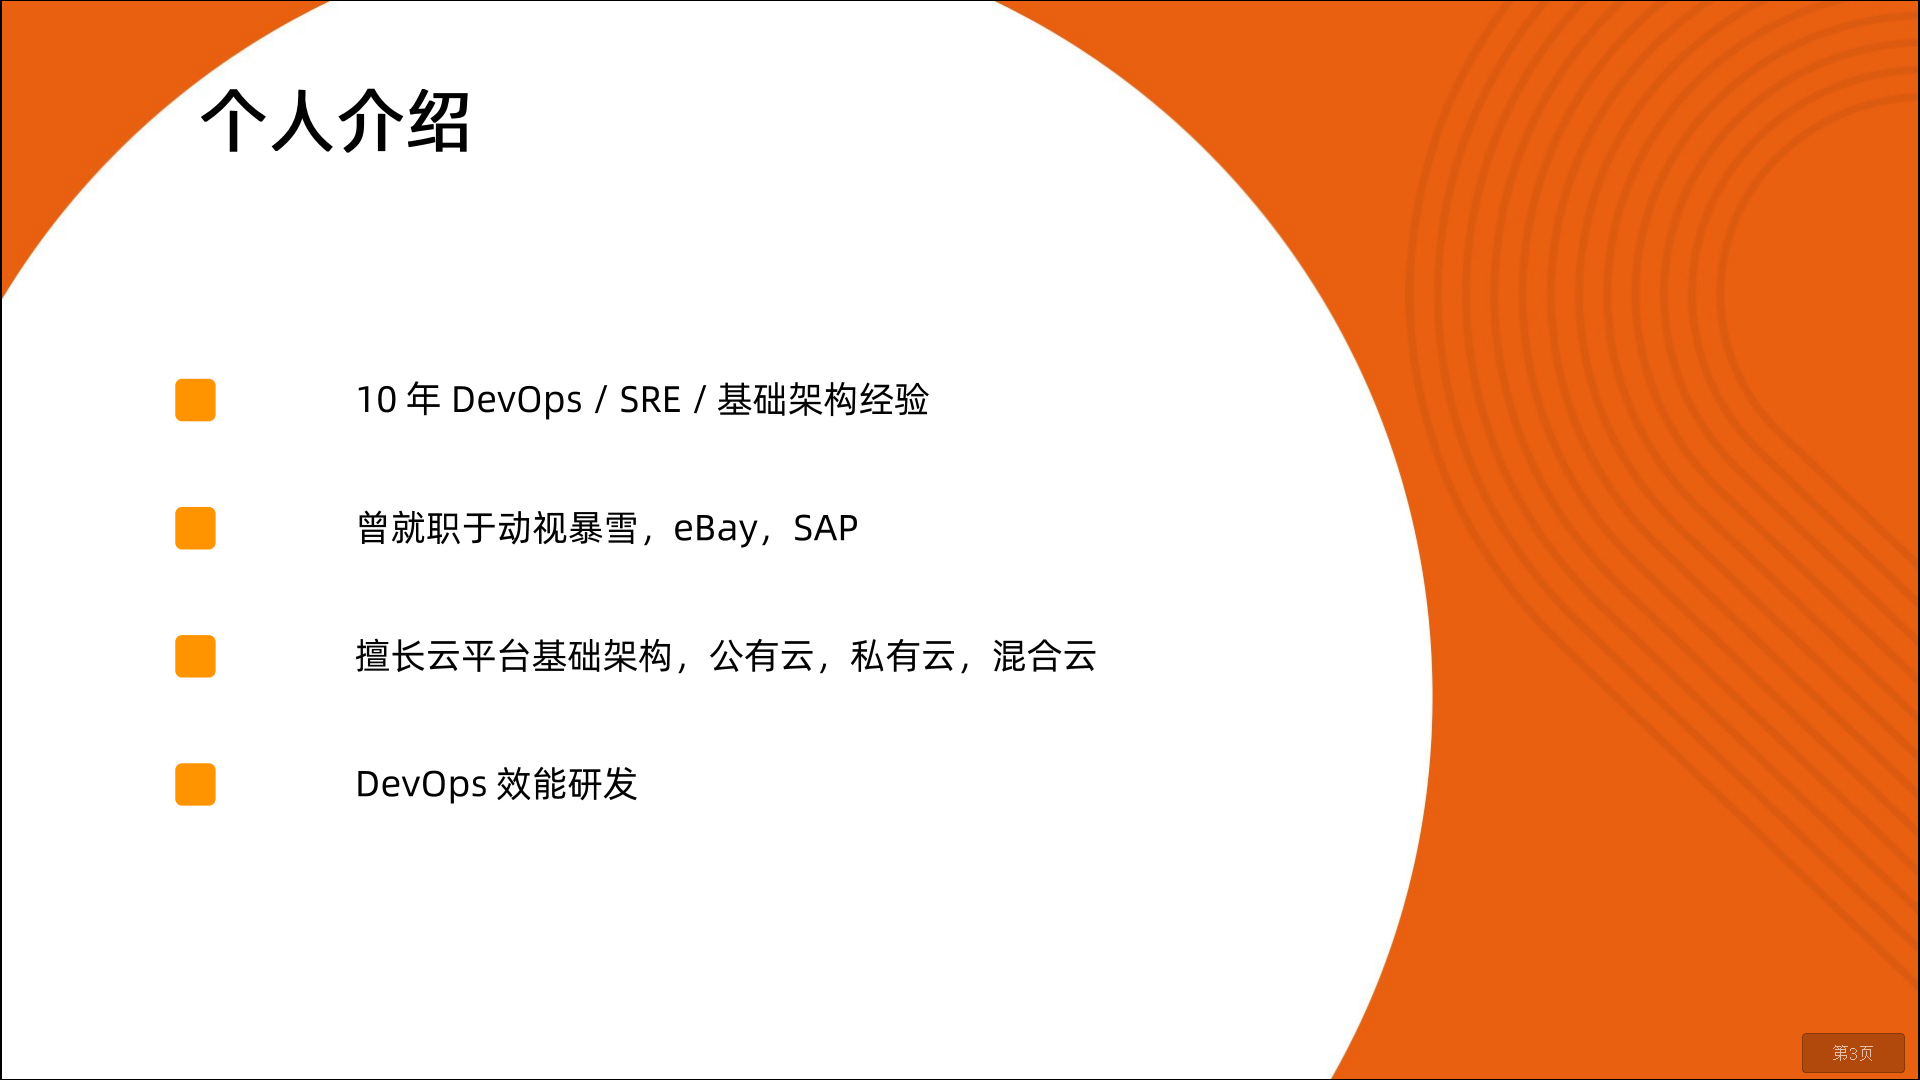 个人介绍
10 年 DevOps / SRE / 基础架构经验
曾就职于动视暴雪，eBay，SAP
擅长云平台基础架构，公有云，私有云，混合云
DevOps 效能研发
第3页